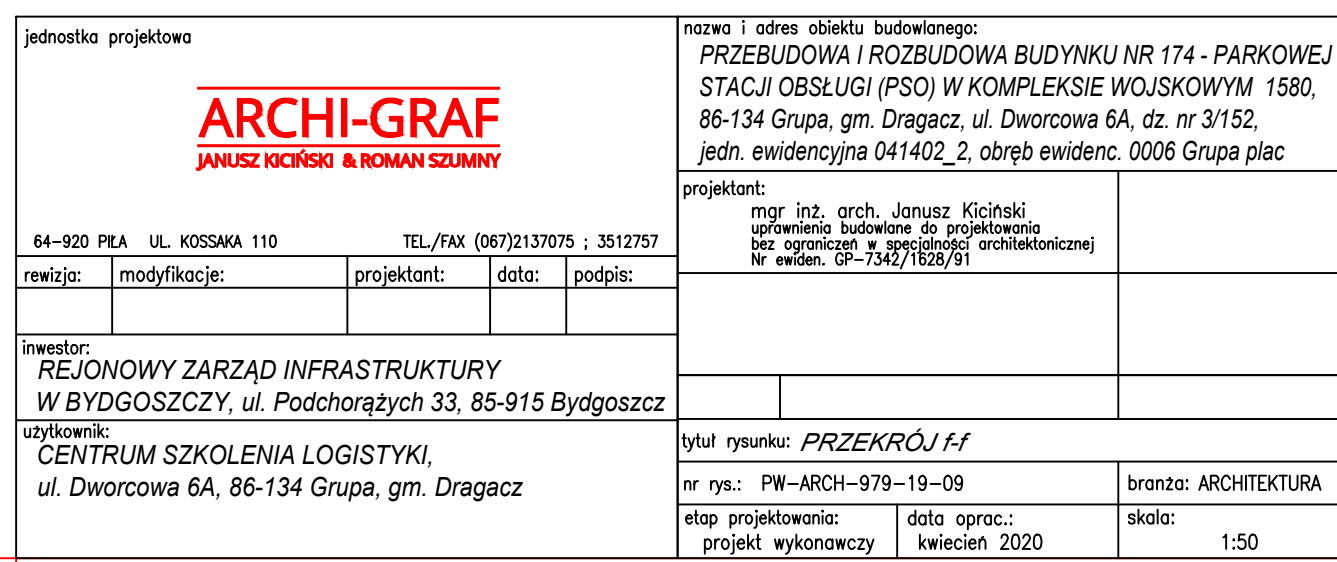 jednostka projektowa
ARCHI-GRAF
JANUSZ KICIŃSKI & ROMAN SZUMNY
64-920 PIŁA UL. KOSSAKA 110 TEL./FAX (067)2137075 ; 3512757
rewizja: modyfikacje: projektant: data: podpis:
inwestor:
REJONOWY ZARZĄD INFRASTRUKTURY
W BYDGOSZCZY, ul. Podchorążych 33, 85-915 Bydgoszcz
użytkownik:
CENTRUM SZKOLENIA LOGISTYKI,
ul. Dworcowa 6A, 86-134 Grupa, gm. Dragacz
nazwa i adres obiektu budowlanego:
PRZEBUDOWA I ROZBUDOWA BUDYNKU NR 174 - PARKOWEJ
STACJI OBSŁUGI (PSO) W KOMPLEKSIE WOJSKOWYM 1580,
86-134 Grupa, gm. Dragacz, ul. Dworcowa 6A, dz. nr 3/152,
jedn. ewidencyjna 041402_2, obręb ewidenc. 0006 Grupa plac
projektant:
mgr inż. arch. Janusz Kiciński
uprawnienia budowlane do projektowania
bez ograniczeń w specjalności architektonicznej
Nr ewiden. GP-7342/1628/91
tytuł rysunku: PRZEKRÓJ f-f
nr rys.: PW-ARCH-979-19-09 branża: ARCHITEKTURA
etap projektowania: data oprac.: skala:
projekt wykonawczy kwiecień 2020 1:50